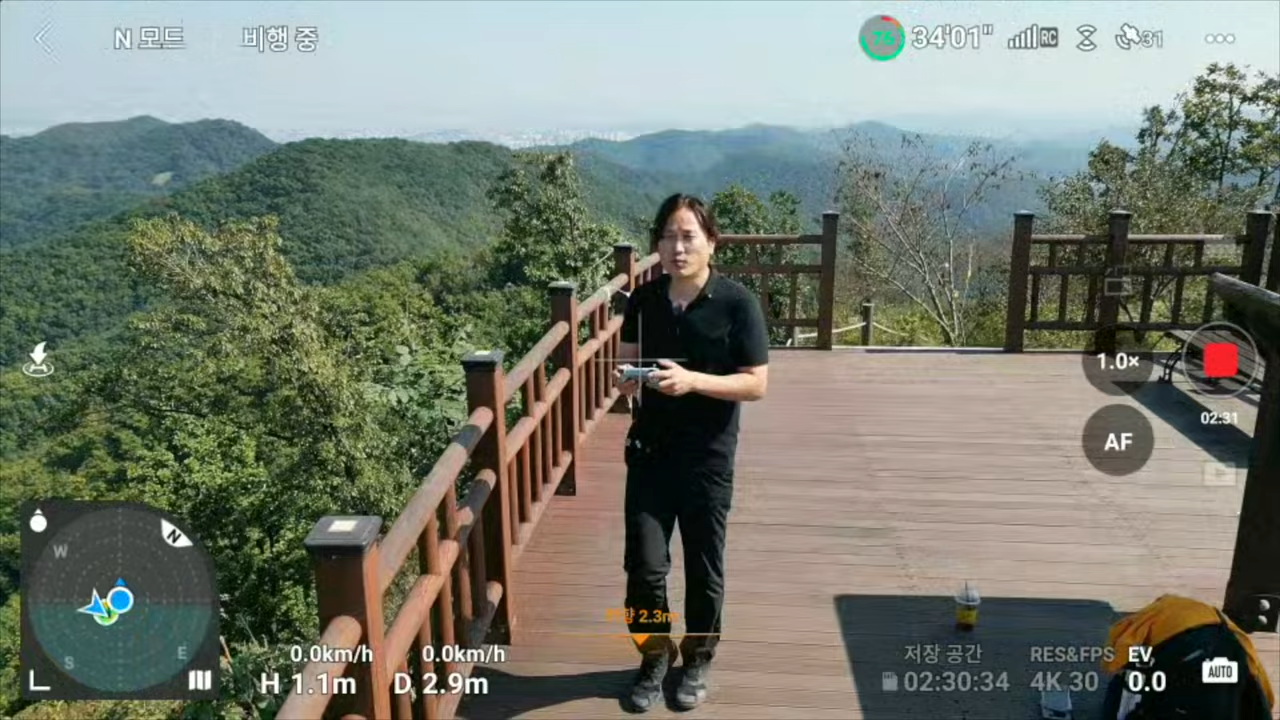 N 모드
비행 중
76
34'01"
RC
31
1.0×
02:31
AF
N
W
S
E
2.3m
0.0km/h
0.0km/h
H 1.1m
D 2.9m
저장 공간
02:30:34
RES&FPS
4K 30
EV
0.0
AUTO